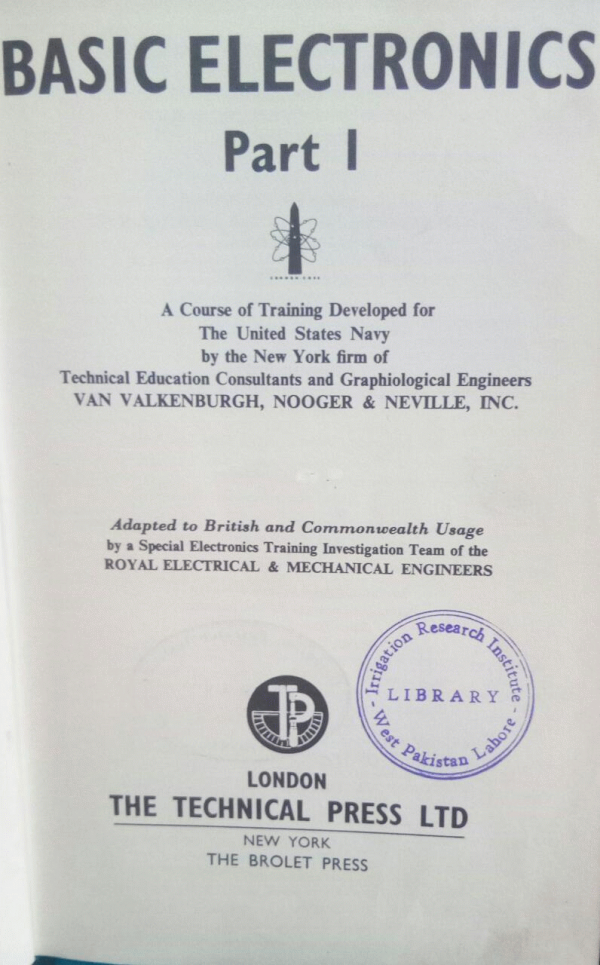 BASIC ELECTRONICS
Part 1
A Course of Training Developed for
The United States Navy
by the New York firm of
Technical Education Consultants and Graphiological Engineers
VAN VALKENBURGH, NOOGER & NEVILLE, INC.
Adapted to British and Commonwealth Usage
by a Special Electronics Training Investigation Team of the
ROYAL ELECTRICAL & MECHANICAL ENGINEERS
Irrigation Research Institute
LIBRARY
- West Pakistan Lahore -
TP
LONDON
THE TECHNICAL PRESS LTD
NEW YORK
THE BROLET PRESS